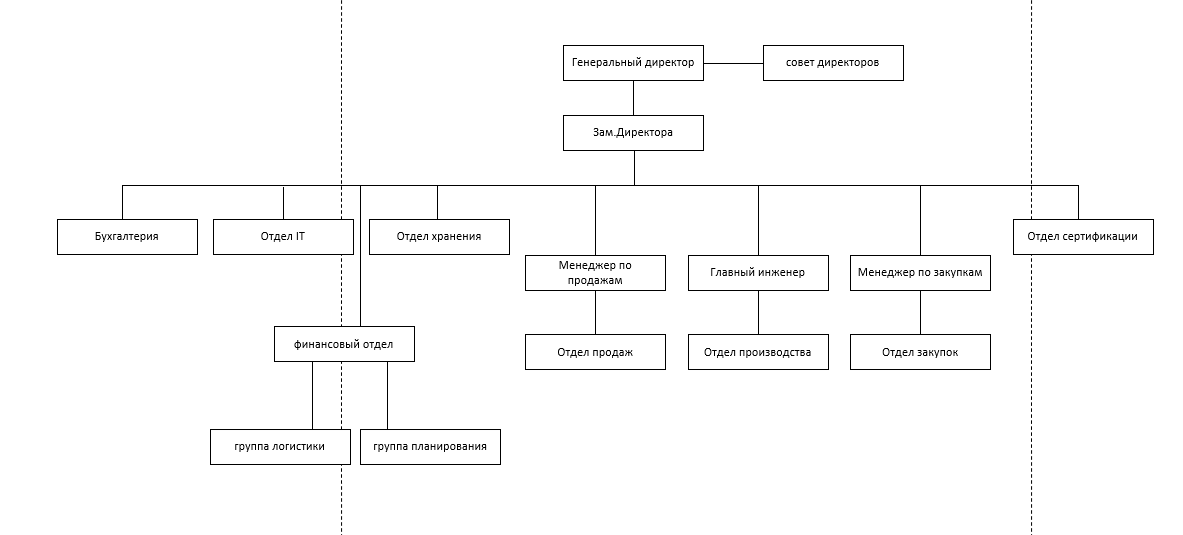 Генеральный директор
совет директоров
Зам.Директора
Бухгалтерия
Отдел IT
Отдел хранения
Отдел сертификации
Менеджер по
продажам
Главный инженер
Менеджер по закупкам
финансовый отдел
Отдел продаж
Отдел производства
Отдел закупок
группа логистики
группа планирования